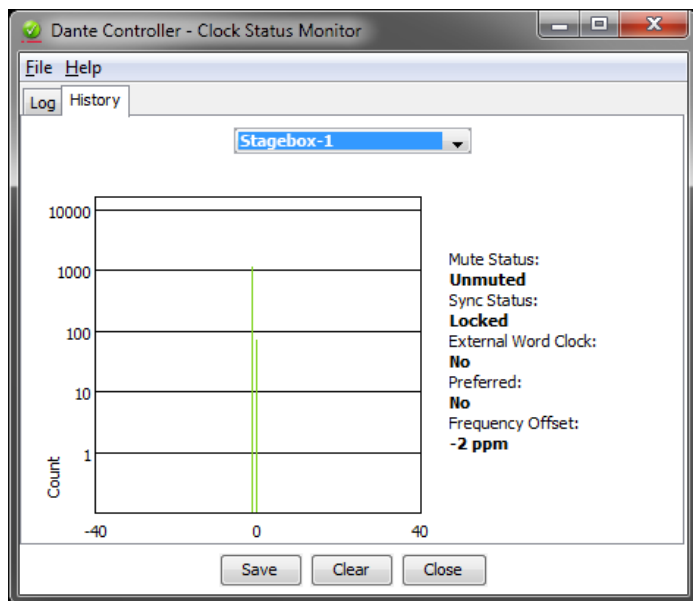 Dante Controller - Clock Status Monitor
File Help
Log History
Stagebox-1
10000
1000
100
10
1
Count
-40 0 40
Mute Status:
Unmuted
Sync Status:
Locked
External Word Clock:
No
Preferred:
No
Frequency Offset:
-2 ppm
Save Clear Close